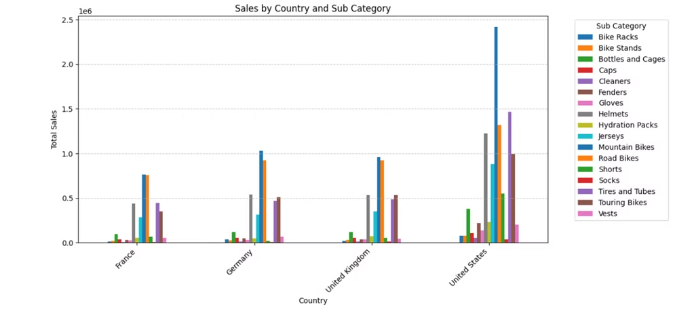 Sales by Country and Sub Category
1e6
2.5
2.0
1.5
1.0
0.5
0.0
Total Sales
France
Germany
United Kingdom
United States
Country
Sub Category
Bike Racks
Bike Stands
Bottles and Cages
Caps
Cleaners
Fenders
Gloves
Helmets
Hydration Packs
Jerseys
Mountain Bikes
Road Bikes
Shorts
Socks
Tires and Tubes
Touring Bikes
Vests